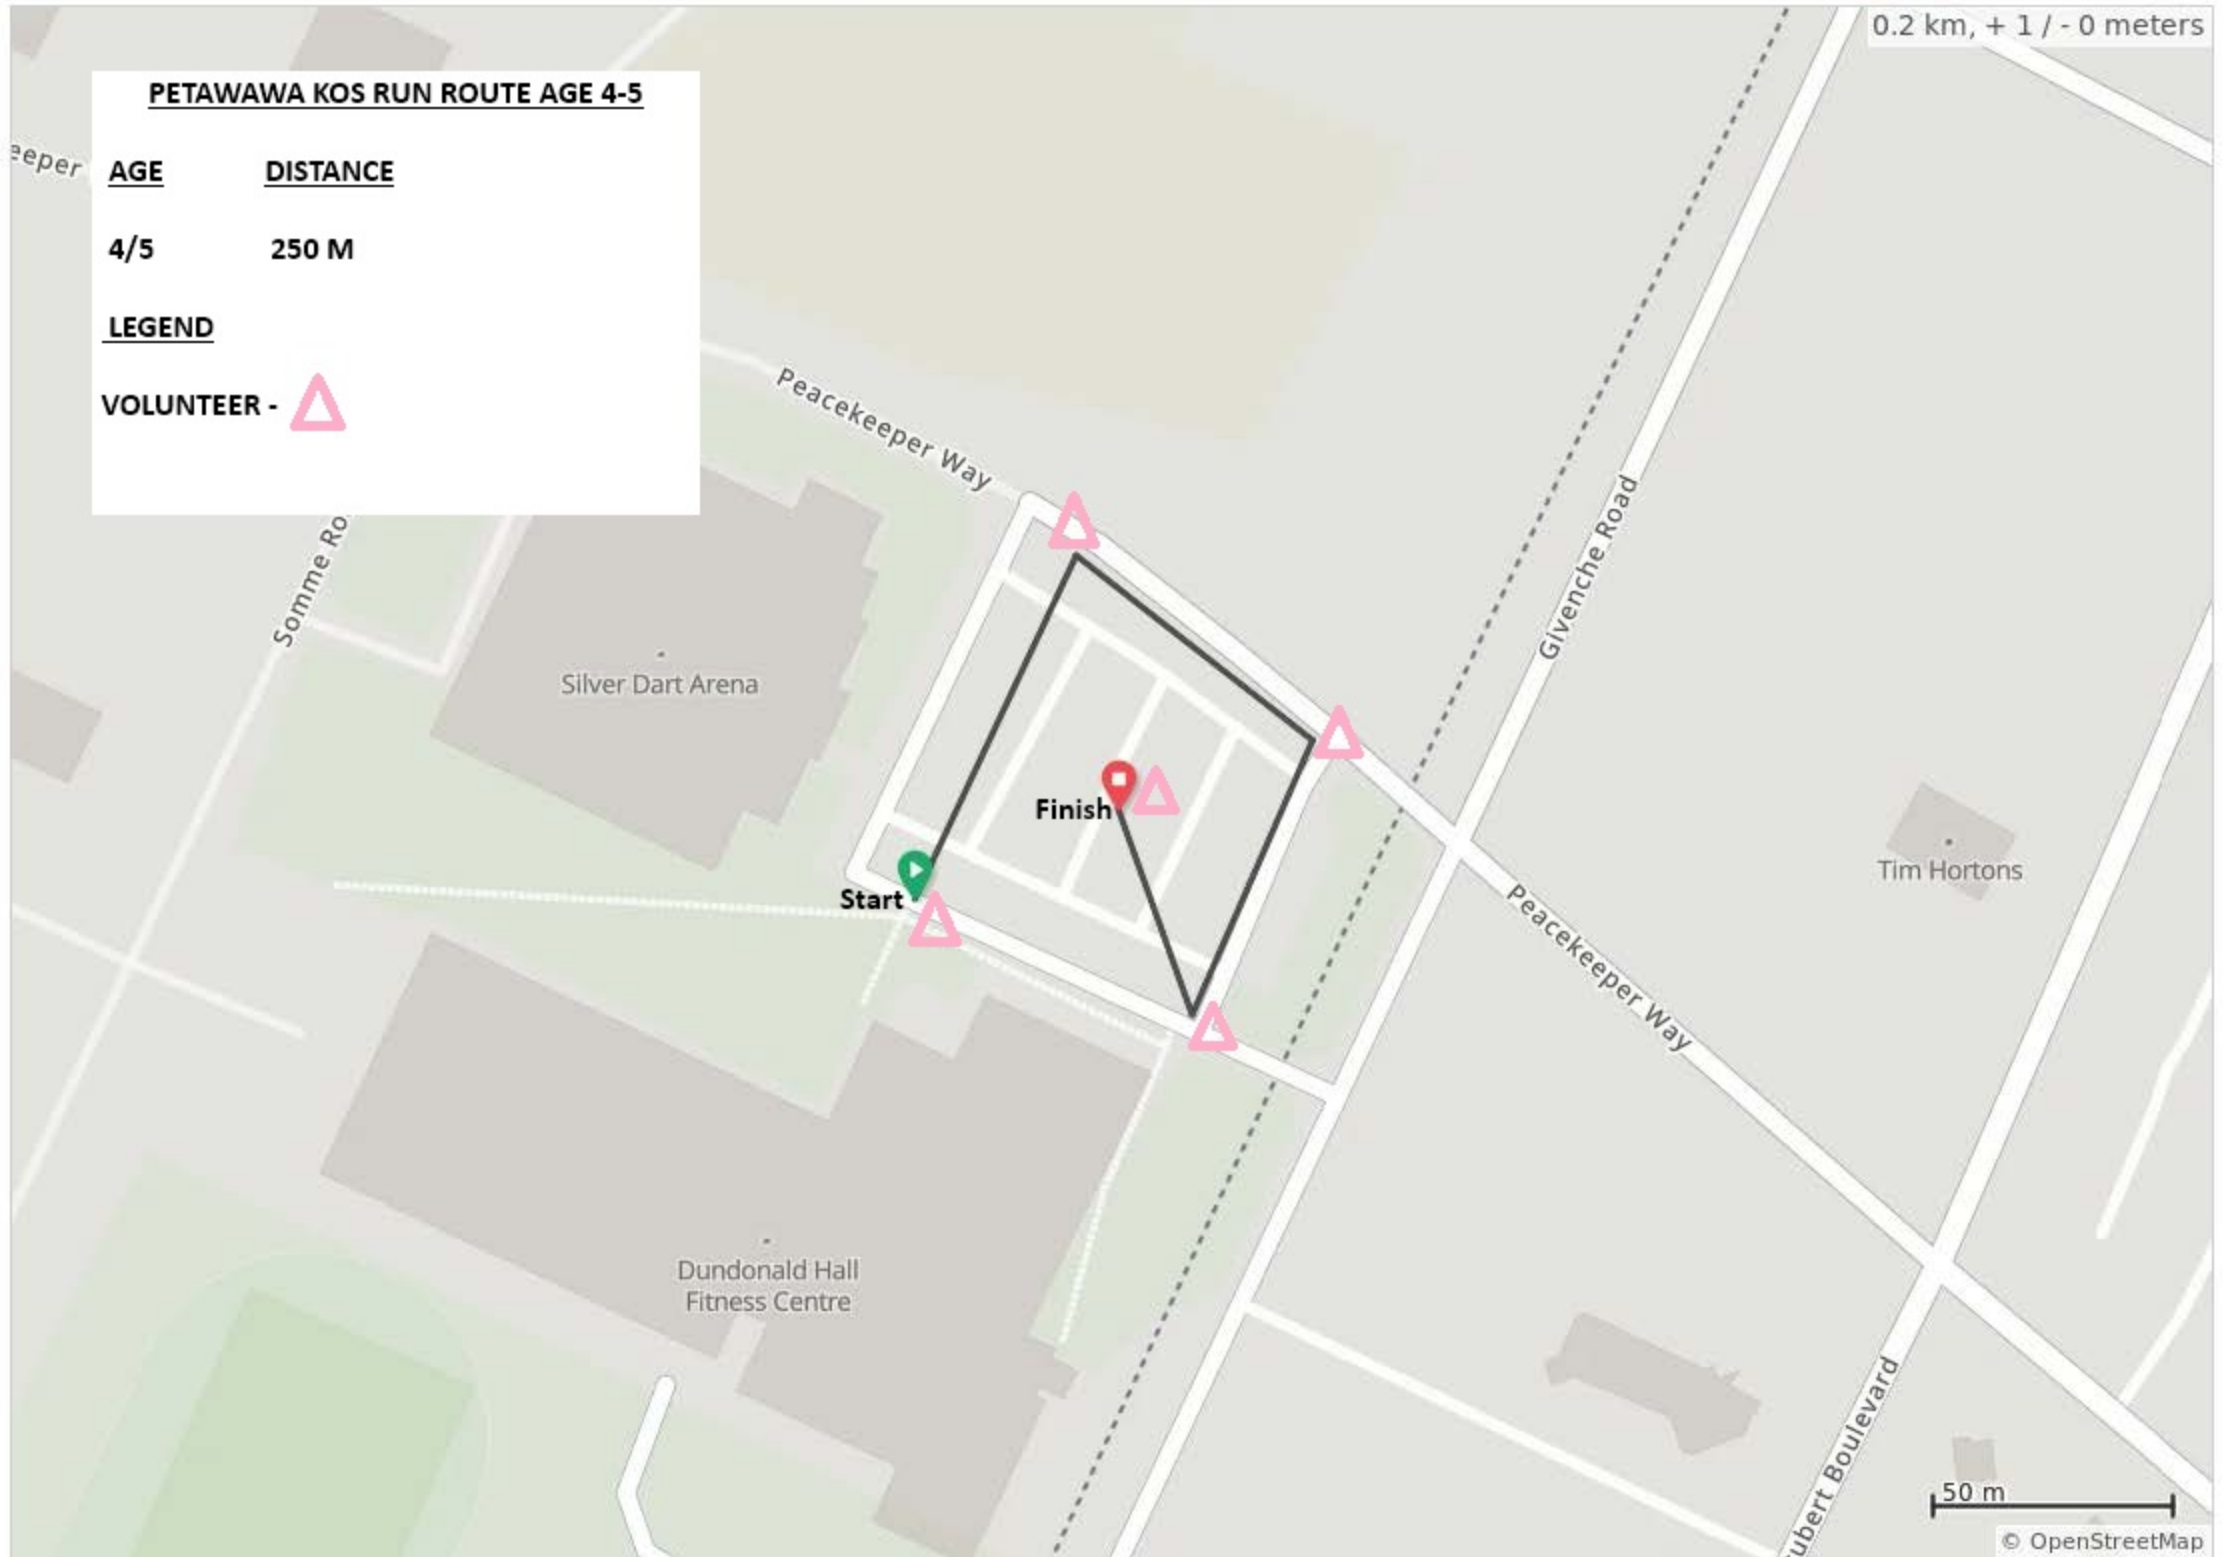 0.2 km, + 1 / - 0 meters
PETAWAWA KOS RUN ROUTE AGE 4-5
AGE DISTANCE
4/5 250 M
LEGEND
VOLUNTEER -
eeper
Peacekeeper Way
Somme Ro
Givenche Road
Silver Dart Arena
Finish
Start
Tim Hortons
Peacekeeper Way
Dundonald Hall
Fitness Centre
ubert Boulevard
50 m
© OpenStreetMap